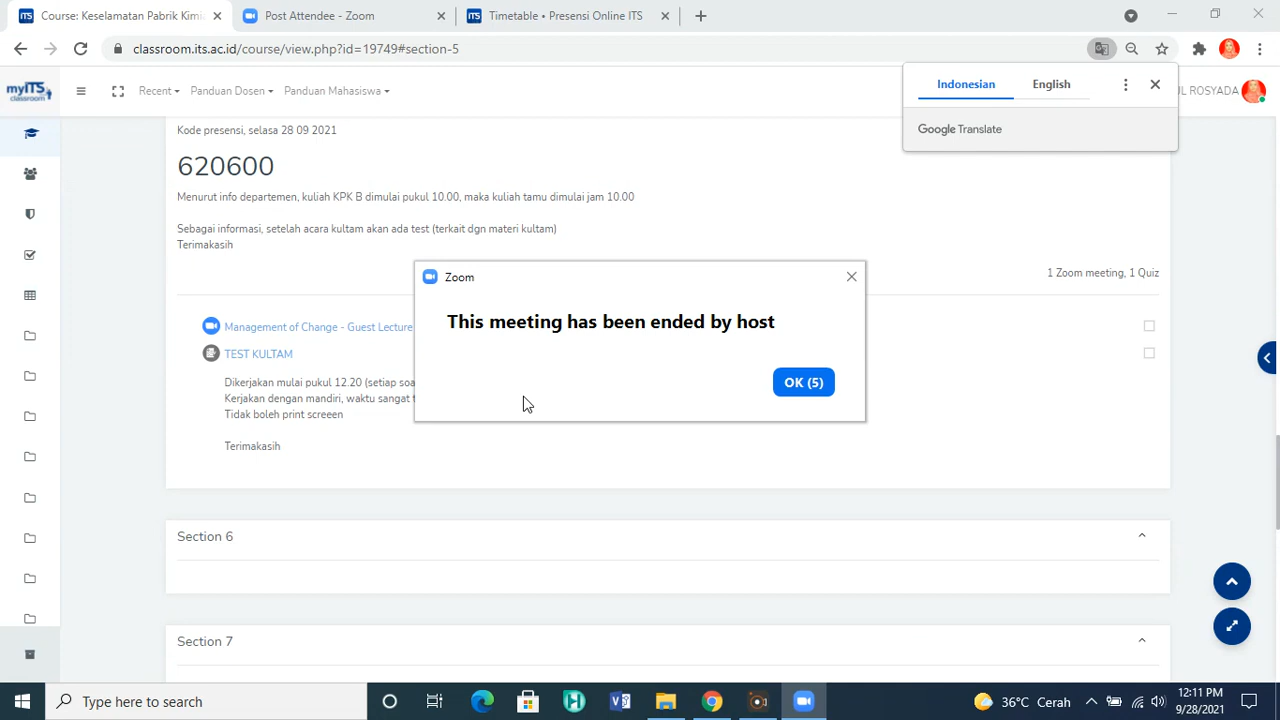 Course: Keselamatan Pabrik Kimi
Post Attendee - Zoom
Timetable • Presensi Online ITS
classroom.its.ac.id/course/view.php?id=19749#section-5
Indonesian
English
Google Translate
myITS
classroom
Recent
Panduan Dosen
Panduan Mahasiswa
UL ROSYADA
Kode presensi, selasa 28 09 2021
620600
Menurut info departemen, kuliah KPK B dimulai pukul 10.00, maka kuliah tamu dimulai jam 10.00
Sebagai informasi, setelah acara kultam akan ada test (terkait dgn materi kultam)
Terimakasih
1 Zoom meeting, 1 Quiz
Zoom
This meeting has been ended by host
OK (5)
Management of Change - Guest Lecture
TEST KULTAM
Dikerjakan mulai pukul 12.20 (setiap soa
Kerjakan dengan mandiri, waktu sangat t
Tidak boleh print screeen
Terimakasih
Section 6
Section 7
Type here to search
36°C Cerah
12:11 PM
9/28/2021